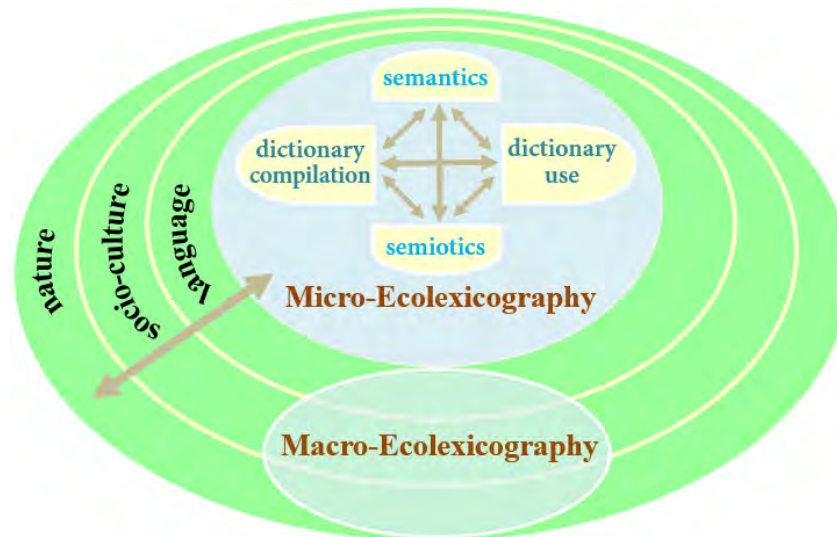 semantics
dictionary
compilation
dictionary
use
semiotics
nature
socio-culture
language
Micro-Ecolexicography
Macro-Ecolexicography